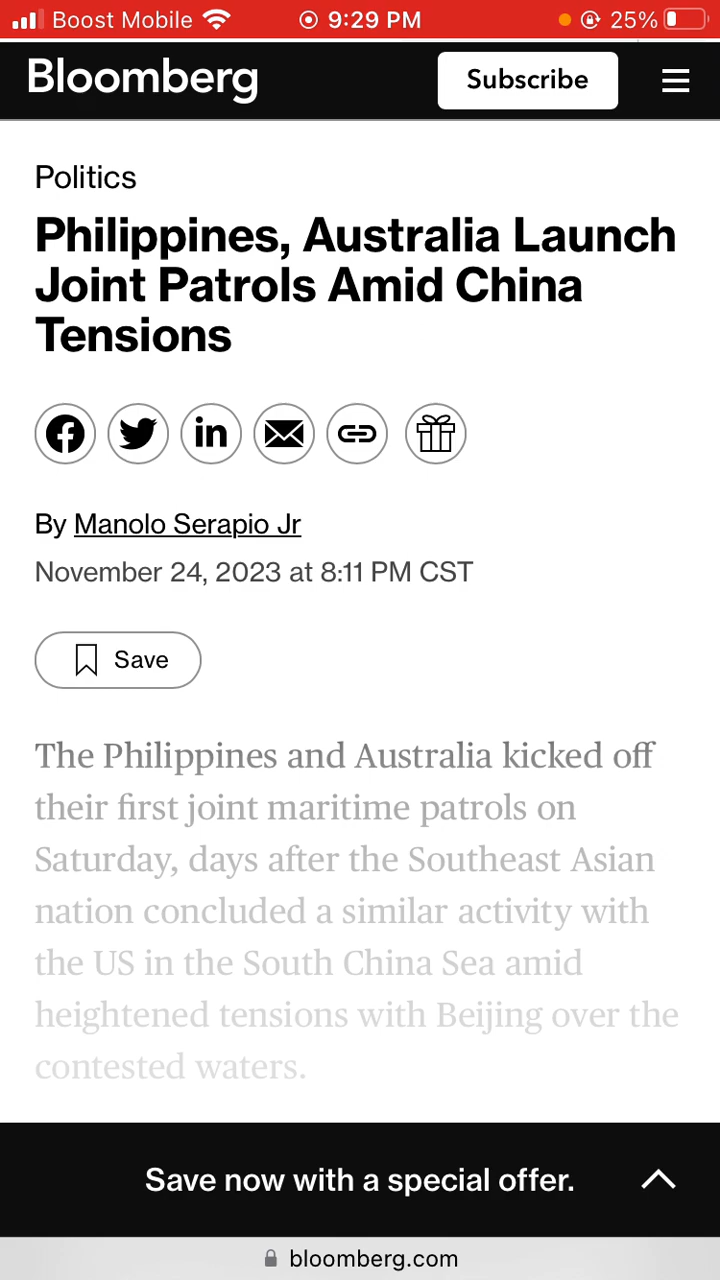 Boost Mobile 9:29 PM 25%
Bloomberg Subscribe
Politics
Philippines, Australia Launch
Joint Patrols Amid China
Tensions
By Manolo Serapio Jr
November 24, 2023 at 8:11 PM CST
Save
The Philippines and Australia kicked off
their first joint maritime patrols on
Saturday, days after the Southeast Asian
nation concluded a similar activity with
the US in the South China Sea amid
heightened tensions with Beijing over the
contested waters.
Save now with a special offer.
bloomberg.com